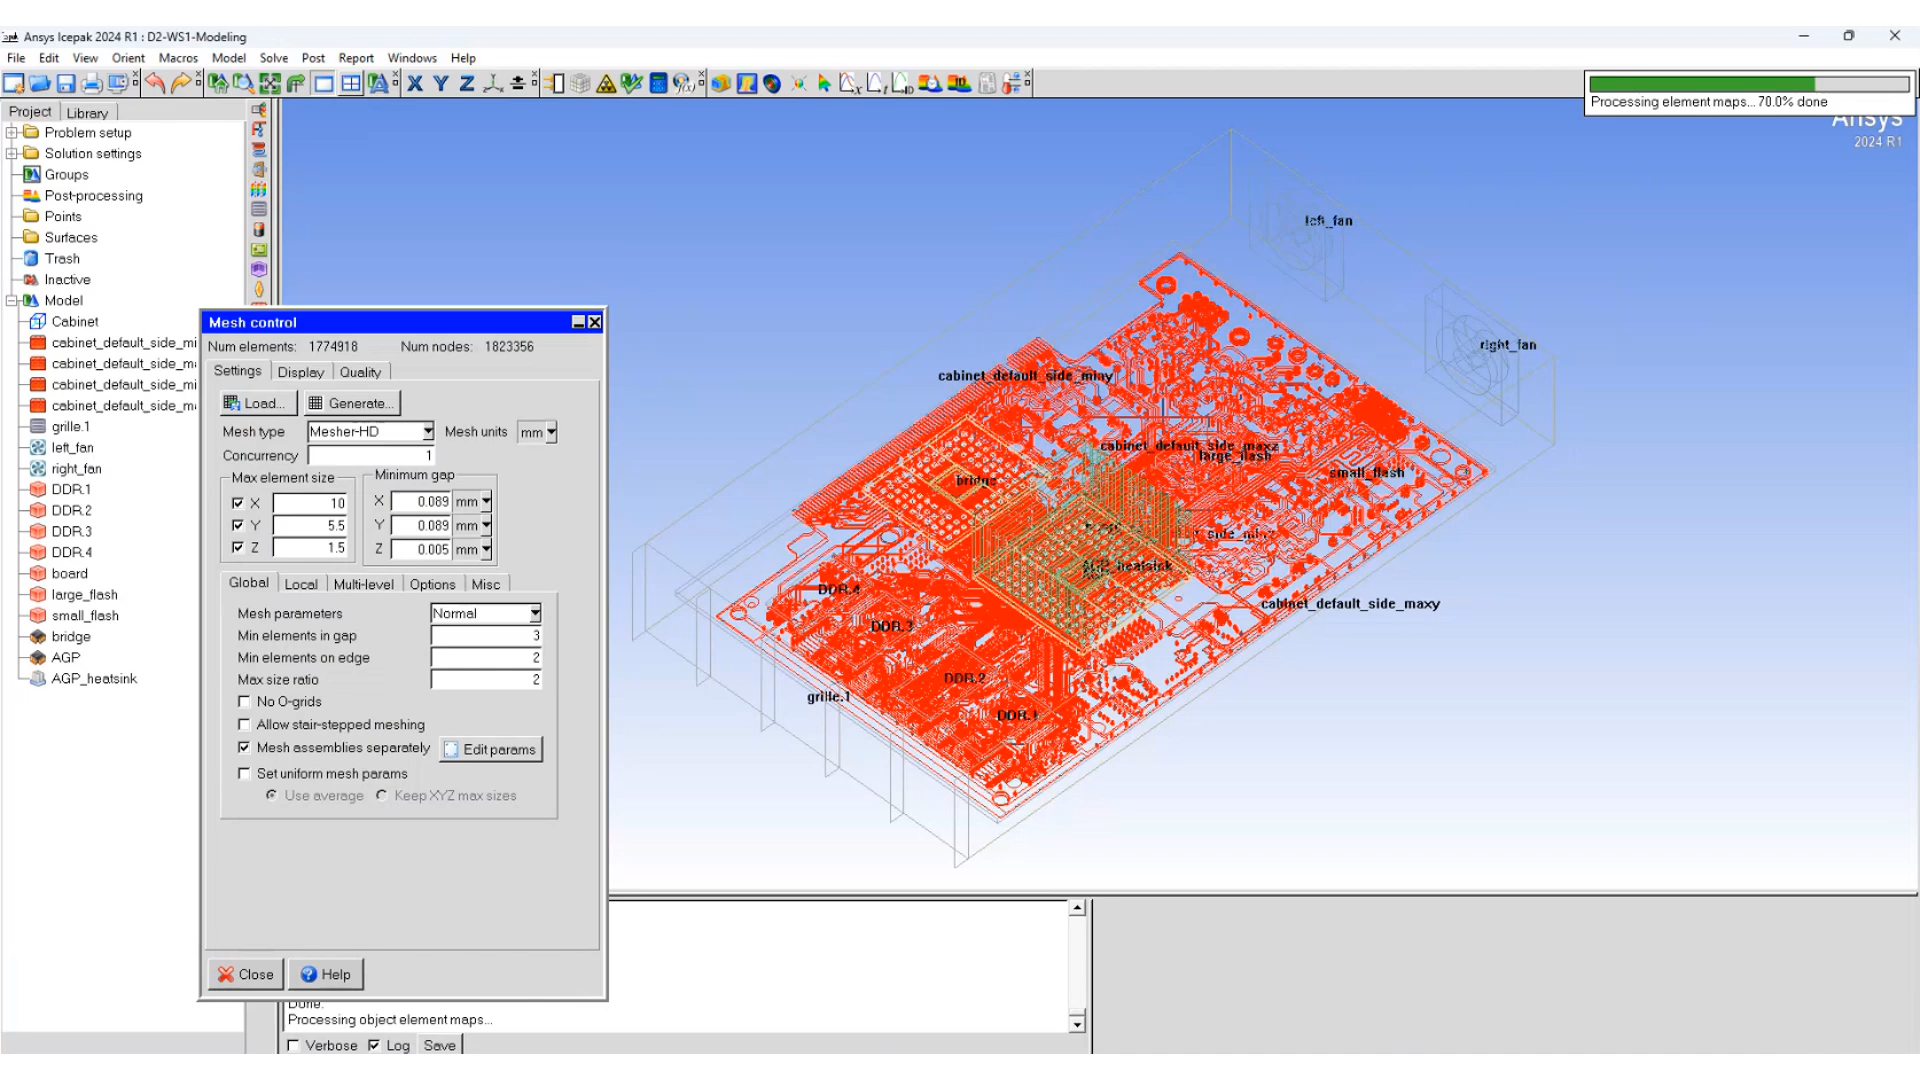 Ansys Icepak 2024 R1 : D2-WS1-Modeling
File Edit View Orient Macros Model Solve Post Report Windows Help
X Y Z
Processing element maps... 70.0% done
Ansys
2024 R1
Project Library
Problem setup
Solution settings
Groups
Post-processing
Points
Surfaces
Trash
Inactive
Model
Cabinet
cabinet_default_side_mi
cabinet_default_side_m
cabinet_default_side_mi
cabinet_default_side_m
grille.1
left_fan
right_fan
DDR.1
DDR.2
DDR.3
DDR.4
board
large_flash
small_flash
bridge
AGP
AGP_heatsink
Mesh control
Num elements: 1774918 Num nodes: 1823356
Settings Display Quality
Load... Generate...
Mesh type Mesher-HD Mesh units mm
Concurrency 1
Max element size Minimum gap
X 10 X 0.089 mm
Y 5.5 Y 0.089 mm
Z 1.5 Z 0.005 mm
Global Local Multi-level Options Misc
Mesh parameters Normal
Min elements in gap 3
Min elements on edge 2
Max size ratio 2
No O-grids
Allow stair-stepped meshing
Mesh assemblies separately Edit params
Set uniform mesh params
Use average Keep XYZ max sizes
Close Help
left_fan
right_fan
cabinet_default_side_miny
cabinet_default_side_maxz
large_flash
small_flash
bridge
AGP_heatsink
DDR.4
cabinet_default_side_maxy
DDR.3
DDR.2
grille.1
DDR.1
Done.
Processing object element maps...
Verbose Log Save